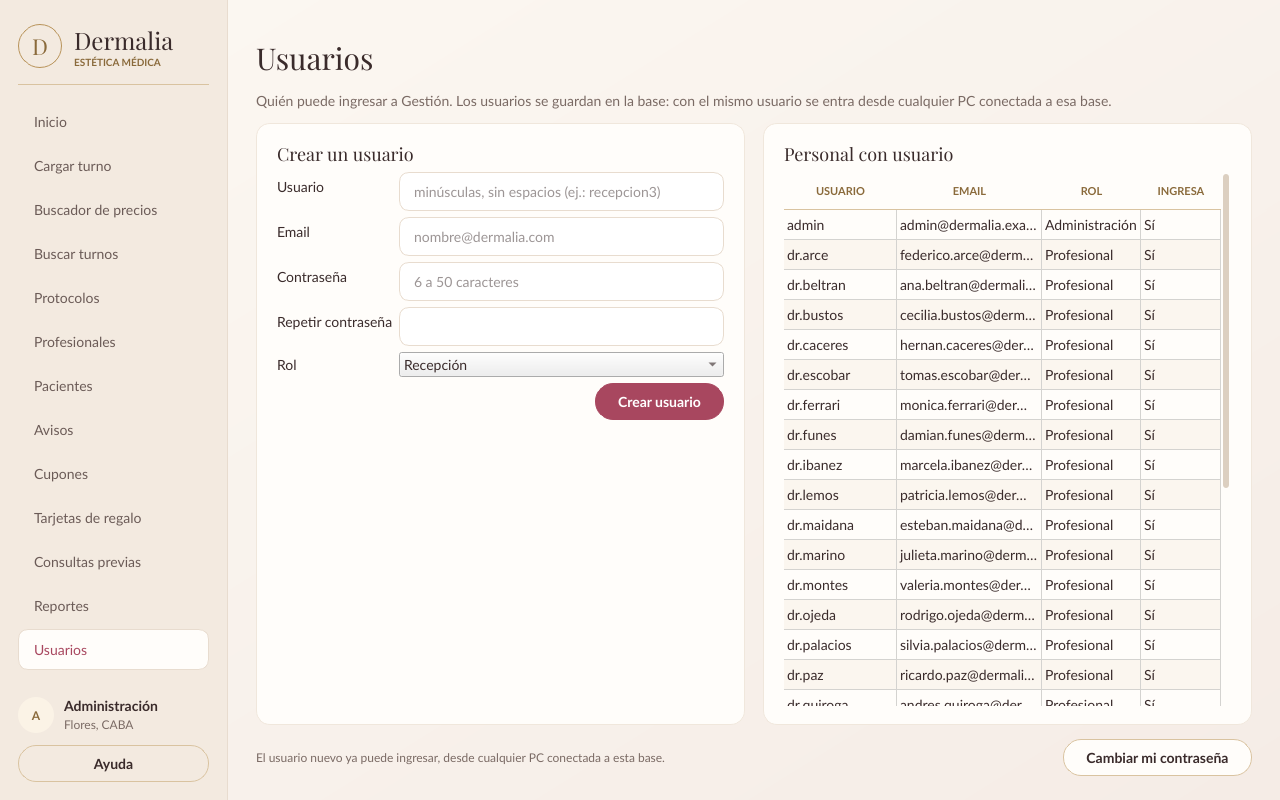 D
Dermalia
ESTÉTICA MÉDICA
Inicio
Cargar turno
Buscador de precios
Buscar turnos
Protocolos
Profesionales
Pacientes
Avisos
Cupones
Tarjetas de regalo
Consultas previas
Reportes
Usuarios
A
Administración
Flores, CABA
Ayuda
Usuarios
Quién puede ingresar a Gestión. Los usuarios se guardan en la base: con el mismo usuario se entra desde cualquier PC conectada a esa base.
Crear un usuario
Usuario minúsculas, sin espacios (ej.: recepcion3)
Email nombre@dermalia.com
Contraseña 6 a 50 caracteres
Repetir contraseña
Rol Recepción
Crear usuario
Personal con usuario
USUARIO EMAIL ROL INGRESA
admin admin@dermalia.exa... Administración Sí
dr.arce federico.arce@derm... Profesional Sí
dr.beltran ana.beltran@dermali... Profesional Sí
dr.bustos cecilia.bustos@derm... Profesional Sí
dr.caceres hernan.caceres@der... Profesional Sí
dr.escobar tomas.escobar@der... Profesional Sí
dr.ferrari monica.ferrari@der... Profesional Sí
dr.funes damian.funes@derm... Profesional Sí
dr.ibanez marcela.ibanez@der... Profesional Sí
dr.lemos patricia.lemos@der... Profesional Sí
dr.maidana esteban.maidana@d... Profesional Sí
dr.marino julieta.marino@derm... Profesional Sí
dr.montes valeria.montes@der... Profesional Sí
dr.ojeda rodrigo.ojeda@derm... Profesional Sí
dr.palacios silvia.palacios@derm... Profesional Sí
dr.paz ricardo.paz@dermali... Profesional Sí
dr.quiroga andres.quiroga@der... Profesional Sí
El usuario nuevo ya puede ingresar, desde cualquier PC conectada a esta base.
Cambiar mi contraseña